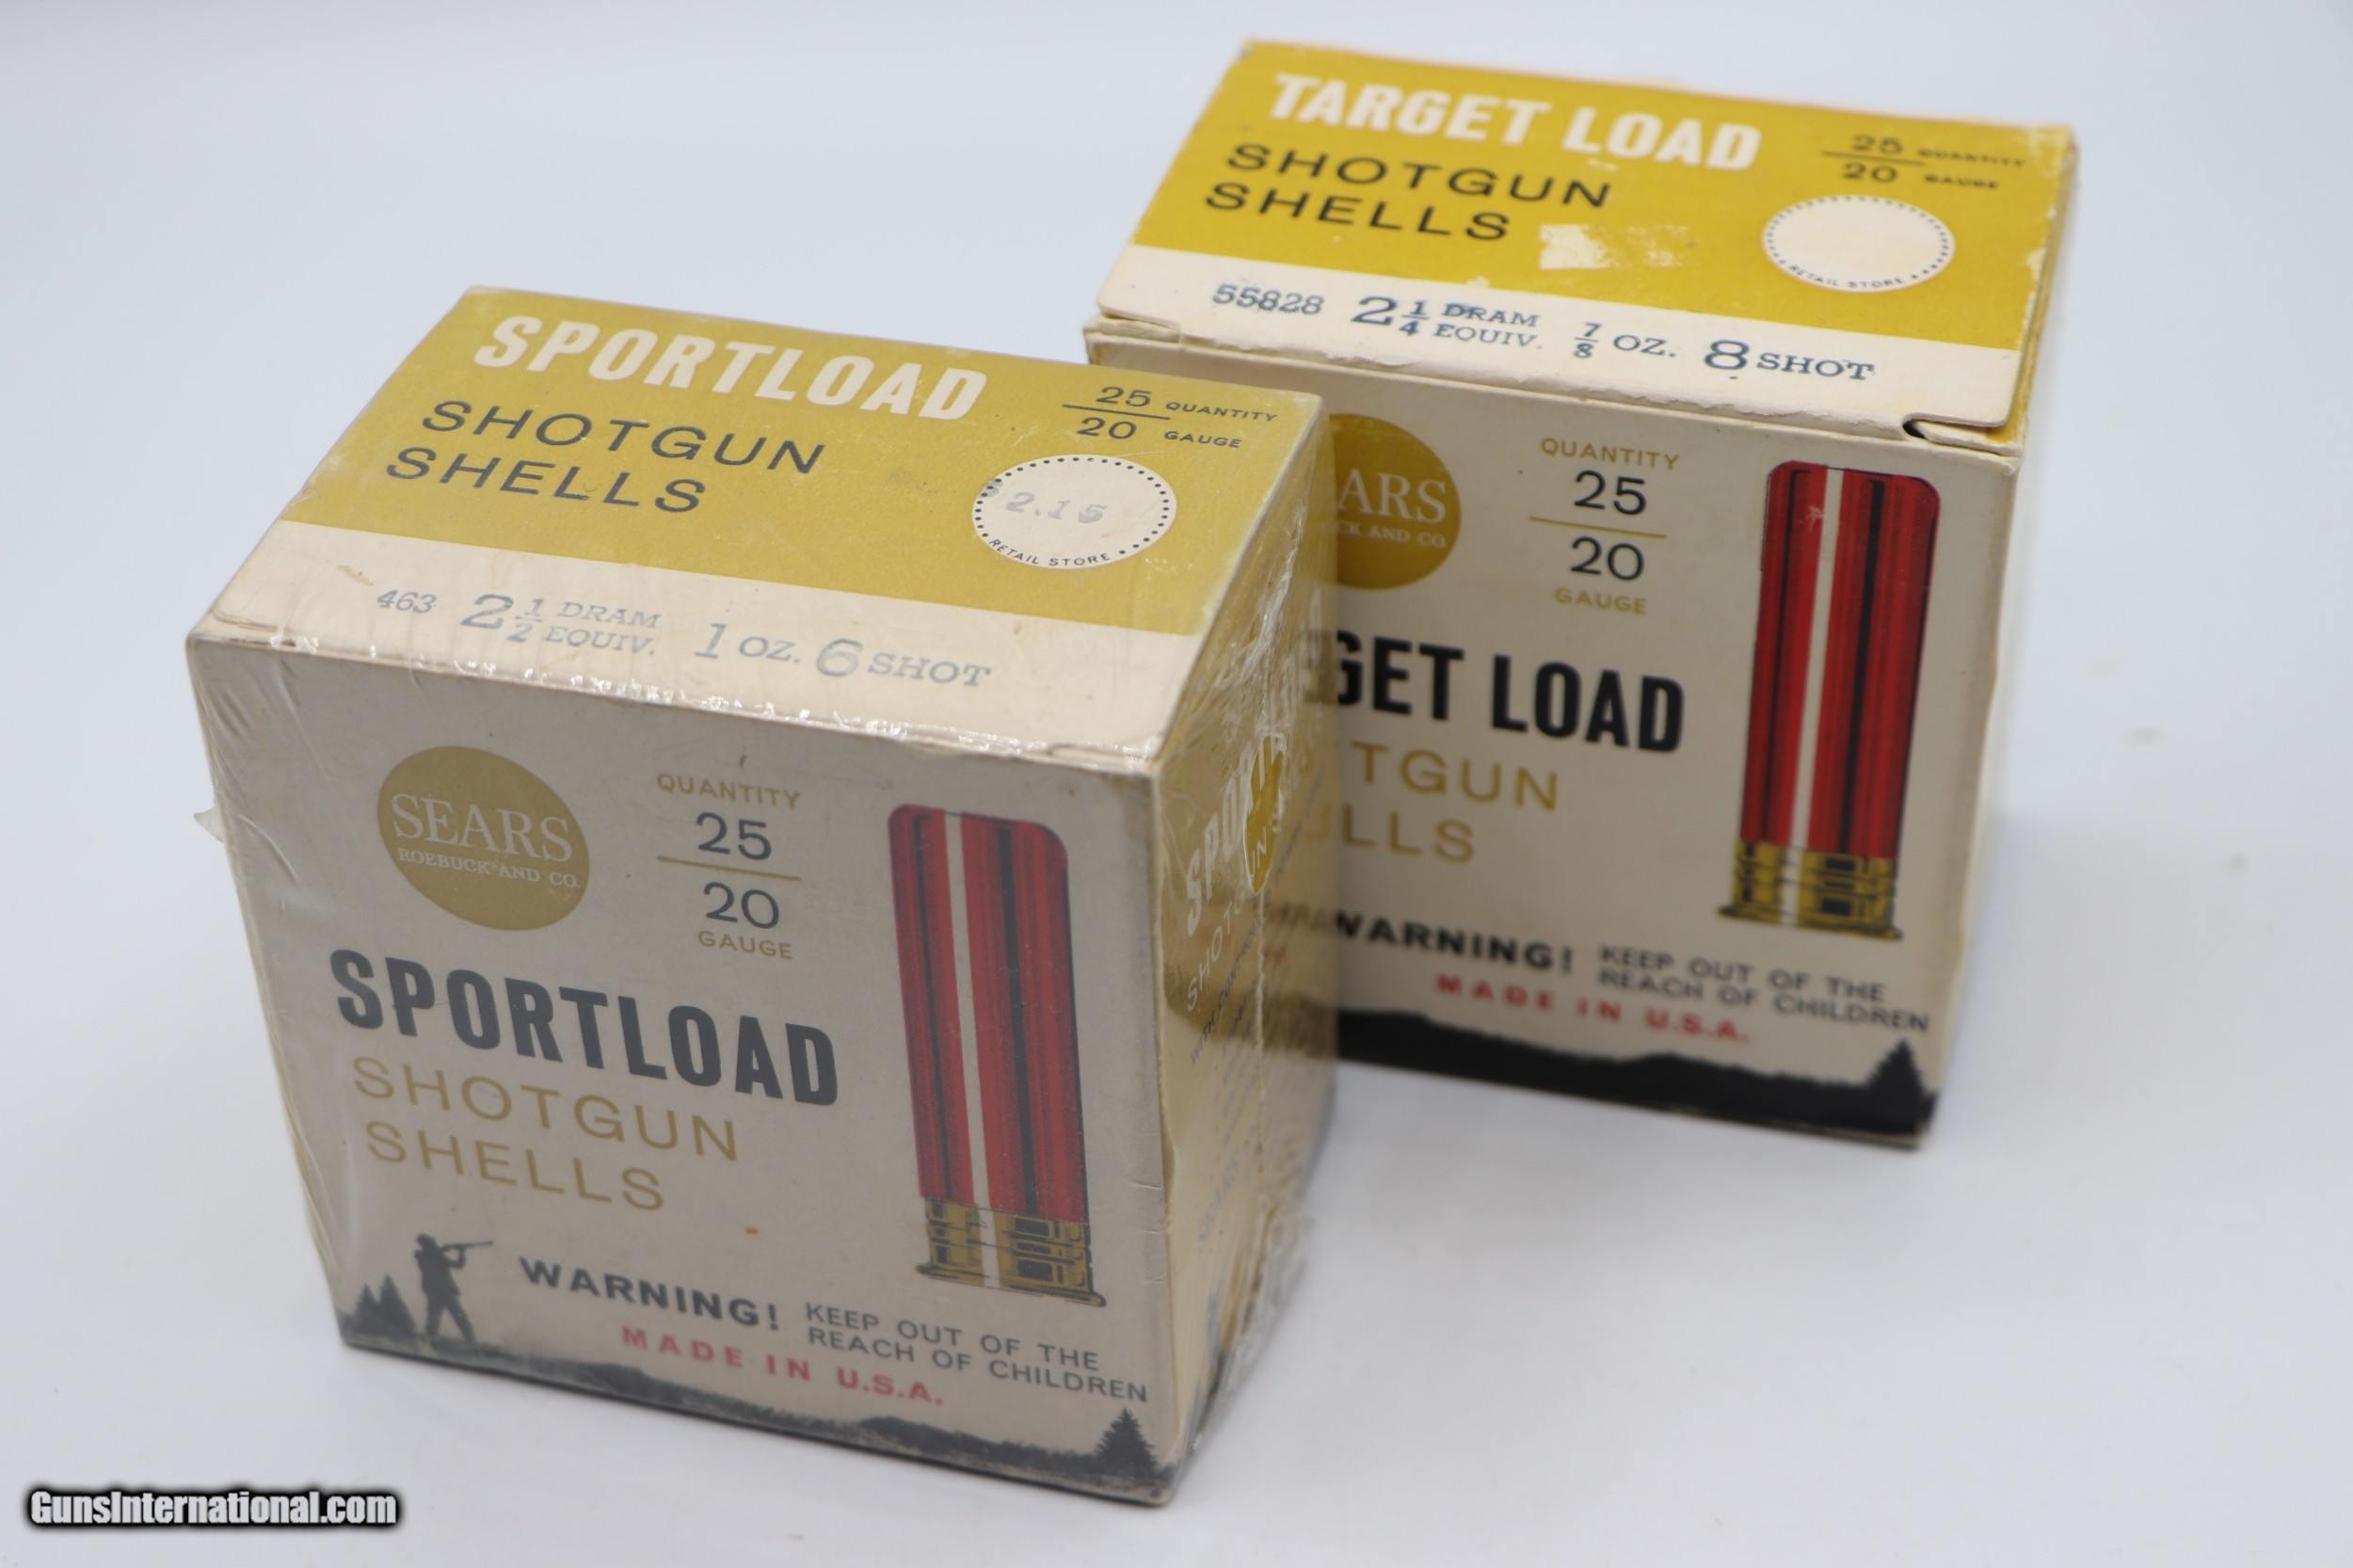 TARGET LOAD
SHOTGUN
SHELLS
25 QUANTITY
20 GAUGE
RETAIL STORE
55828 2 1/4 DRAM EQUIV. 7/8 OZ. 8 SHOT
ARS
CK AND CO.
QUANTITY
25
20
GAUGE
GET LOAD
TGUN
LLS
WARNING! KEEP OUT OF THE
REACH OF CHILDREN
MADE IN U.S.A.
SPORTLOAD
SHOTGUN
SHELLS
25 QUANTITY
20 GAUGE
$2.15
RETAIL STORE
463 2 1/2 DRAM EQUIV. 1 OZ. 6 SHOT
SEARS
ROEBUCK AND CO.
QUANTITY
25
20
GAUGE
SPORTLOAD
SHOTGUN
SHELLS
WARNING! KEEP OUT OF THE
REACH OF CHILDREN
MADE IN U.S.A.
GunsInternational.com